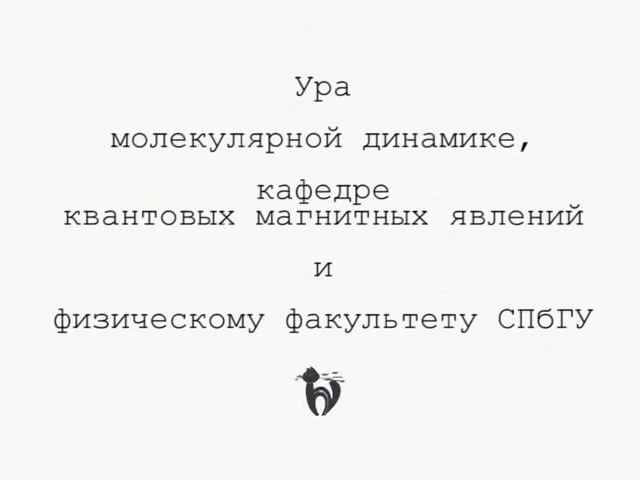 Ура
молекулярной динамике,
кафедре
квантовых магнитных явлений
и
физическому факультету СПбГУ